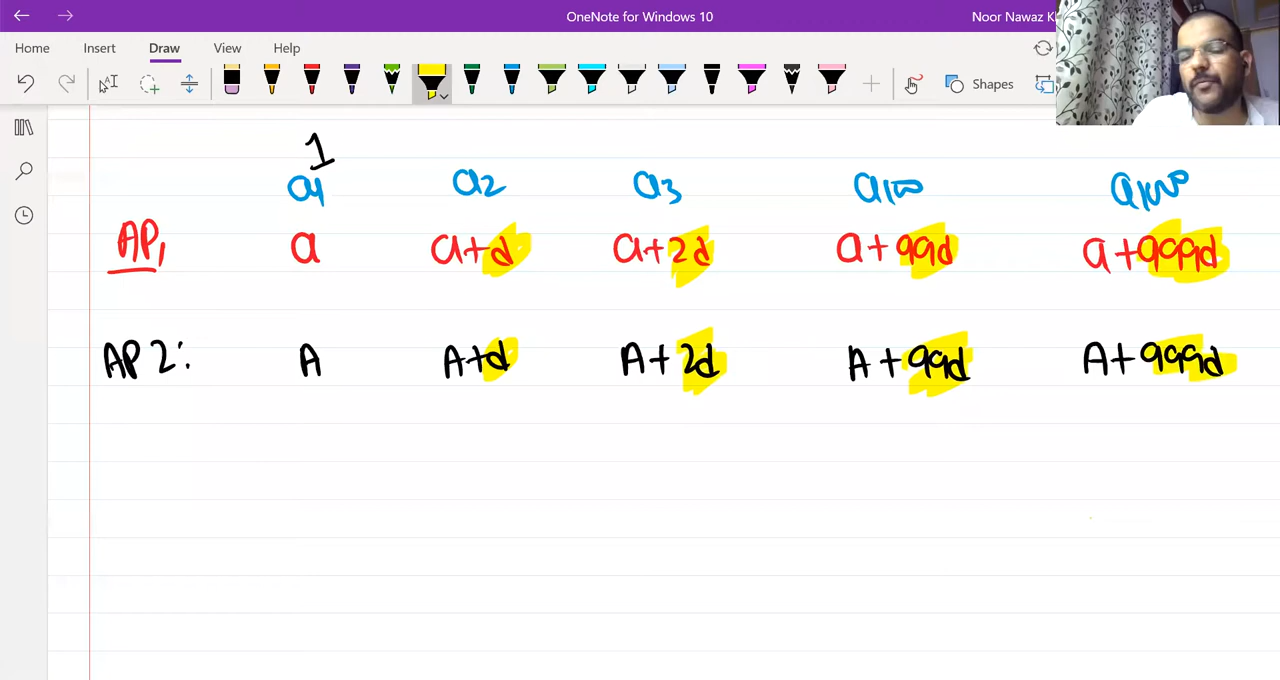 OneNote for Windows 10
Noor Nawaz K
Home Insert Draw View Help
Shapes
1
a1 a2 a3 a100 a1000
AP1 a a+d a+2d a+99d a+999d
AP 2: A A+d A+2d A+99d A+999d